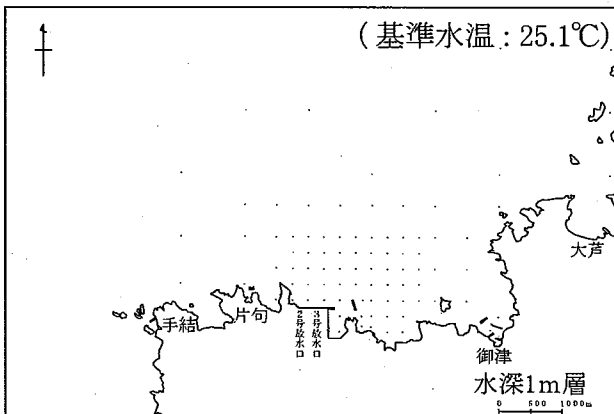 (基準水温：25.1℃)
大芦
手結
片句
2号放水口
3号放水口
御津
水深1m層
0 500 1000m